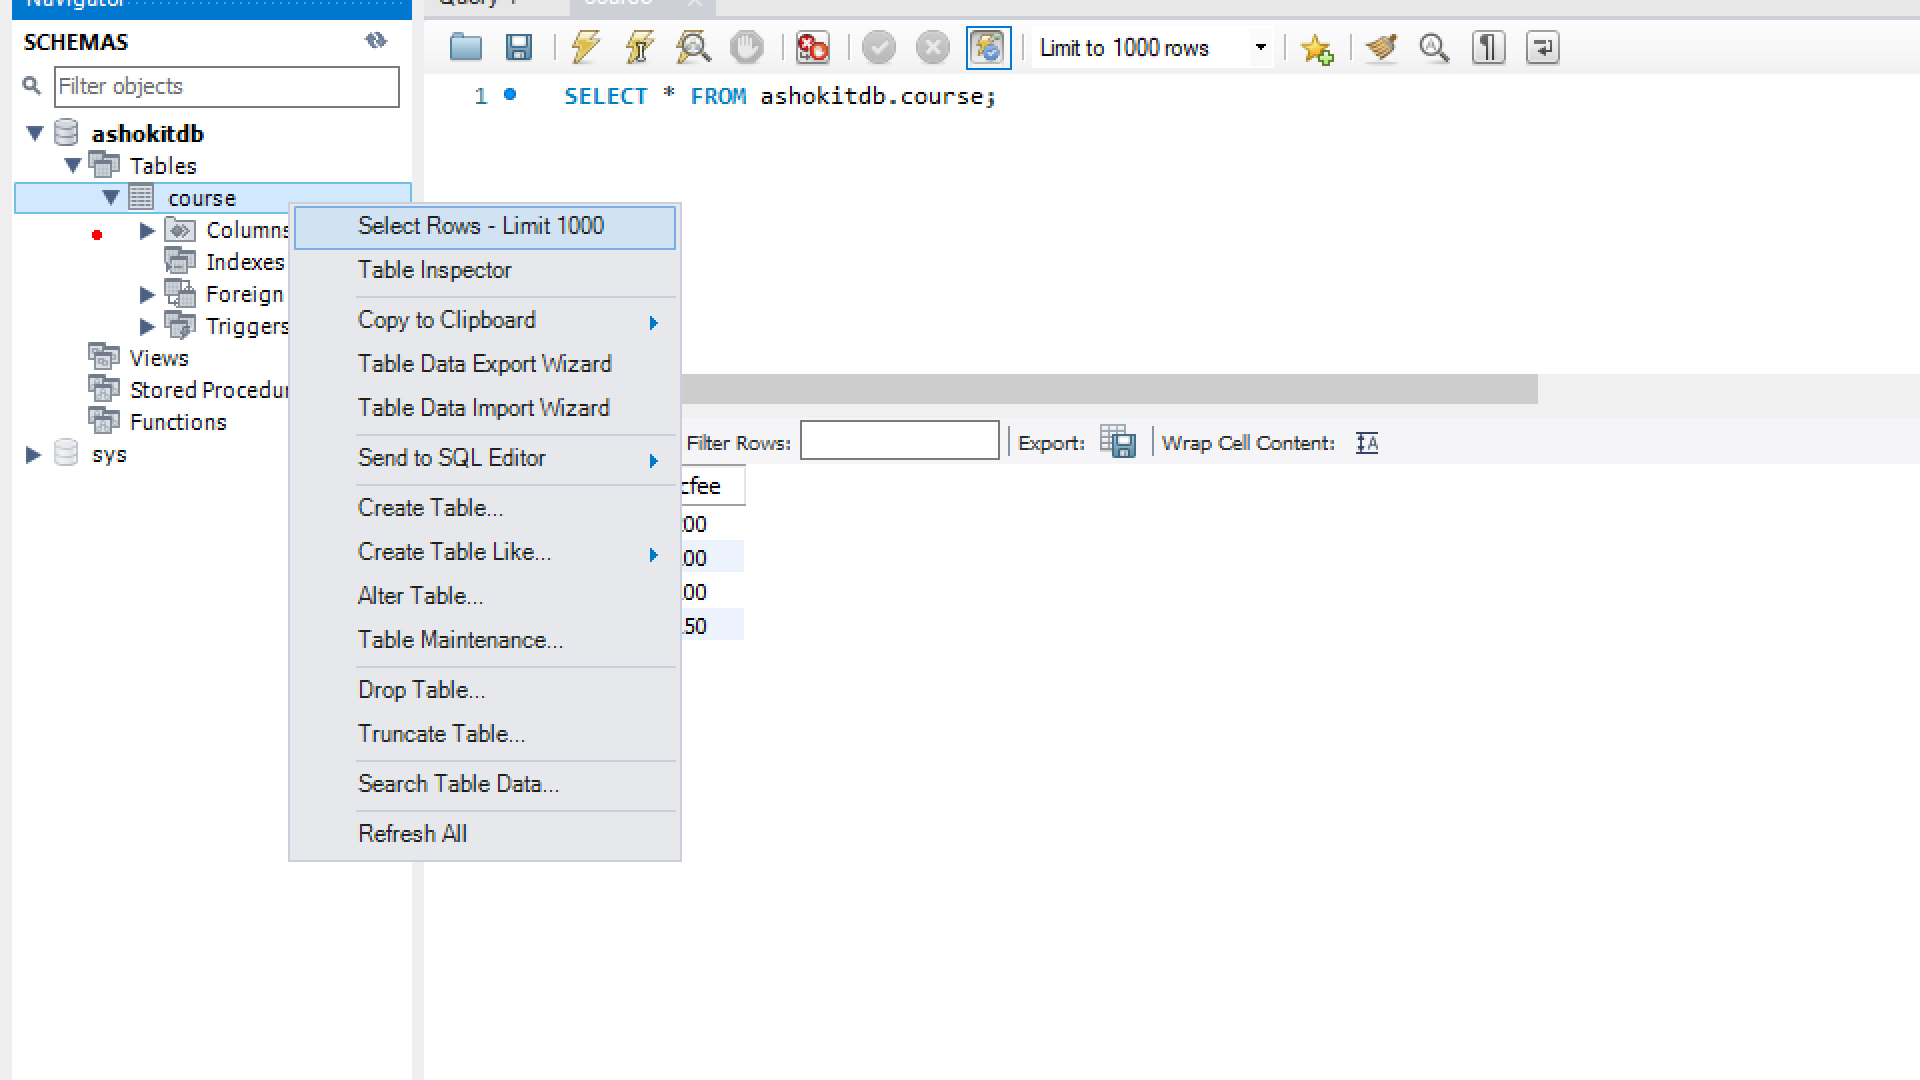 Navigator
SCHEMAS
Filter objects
ashokitdb
Tables
course
Columns
Indexes
Foreign
Triggers
Views
Stored Procedu
Functions
sys
Select Rows - Limit 1000
Table Inspector
Copy to Clipboard
Table Data Export Wizard
Table Data Import Wizard
Send to SQL Editor
Create Table...
Create Table Like...
Alter Table...
Table Maintenance...
Drop Table...
Truncate Table...
Search Table Data...
Refresh All
Limit to 1000 rows
1 SELECT * FROM ashokitdb.course;
Filter Rows:
Export:
Wrap Cell Content:
cfee
00
00
00
50